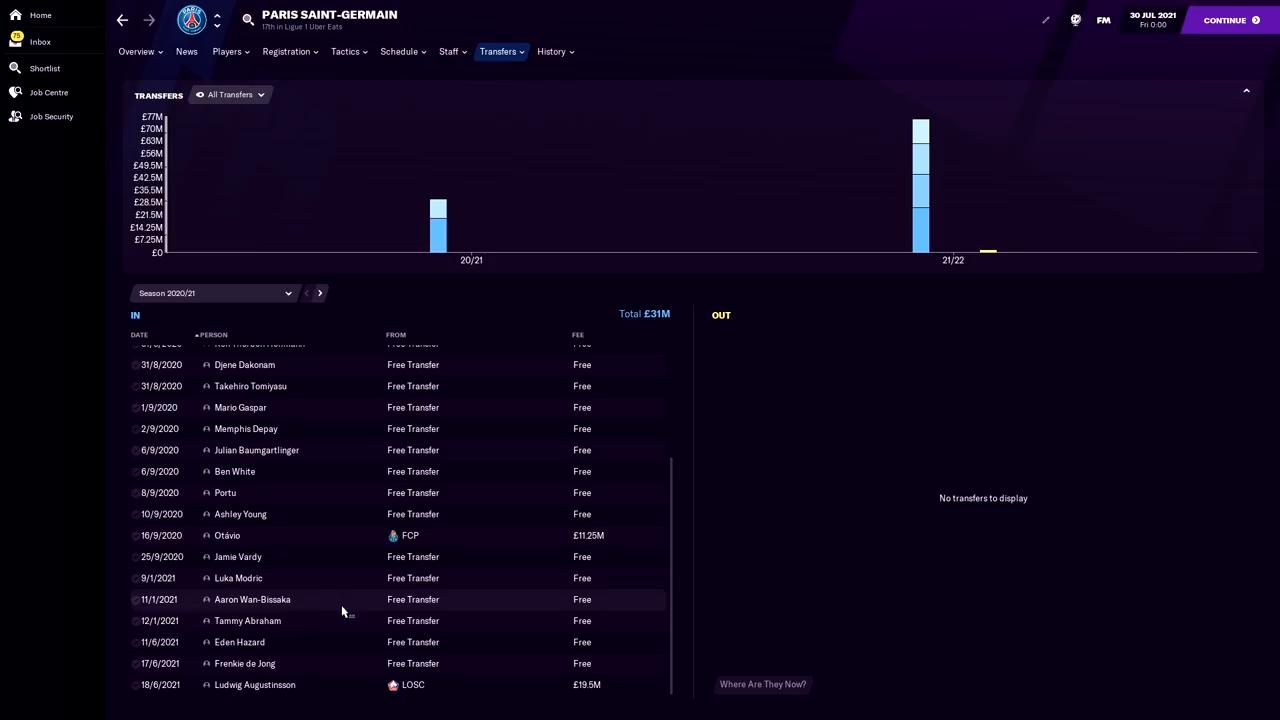 Home
75
Inbox
Shortlist
Job Centre
Job Security
PARIS SAINT-GERMAIN
17th in Ligue 1 Uber Eats
FM
30 JUL 2021
Fri 0:00
CONTINUE
Overview
News
Players
Registration
Tactics
Schedule
Staff
Transfers
History
TRANSFERS
All Transfers
£77M
£70M
£63M
£56M
£49.5M
£42.5M
£35.5M
£28.5M
£21.5M
£14.25M
£7.25M
£0
20/21
21/22
Season 2020/21
IN
Total £31M
OUT
DATE PERSON FROM FEE
31/8/2020 Djene Dakonam Free Transfer Free
31/8/2020 Takehiro Tomiyasu Free Transfer Free
1/9/2020 Mario Gaspar Free Transfer Free
2/9/2020 Memphis Depay Free Transfer Free
6/9/2020 Julian Baumgartlinger Free Transfer Free
6/9/2020 Ben White Free Transfer Free
8/9/2020 Portu Free Transfer Free
10/9/2020 Ashley Young Free Transfer Free
16/9/2020 Otávio FCP £11.25M
25/9/2020 Jamie Vardy Free Transfer Free
9/1/2021 Luka Modric Free Transfer Free
11/1/2021 Aaron Wan-Bissaka Free Transfer Free
12/1/2021 Tammy Abraham Free Transfer Free
11/6/2021 Eden Hazard Free Transfer Free
17/6/2021 Frenkie de Jong Free Transfer Free
18/6/2021 Ludwig Augustinsson LOSC £19.5M
No transfers to display
Where Are They Now?